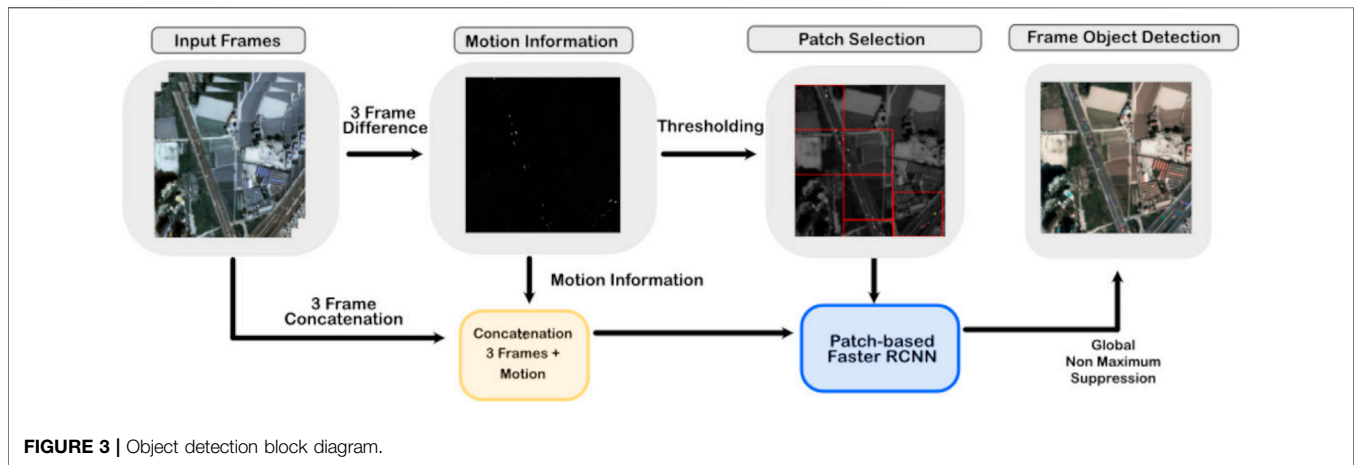 Input Frames
Motion Information
Patch Selection
Frame Object Detection
3 Frame
Difference
Thresholding
Motion Information
3 Frame
Concatenation
Concatenation
3 Frames +
Motion
Patch-based
Faster RCNN
Global
Non Maximum
Suppression
FIGURE 3 | Object detection block diagram.